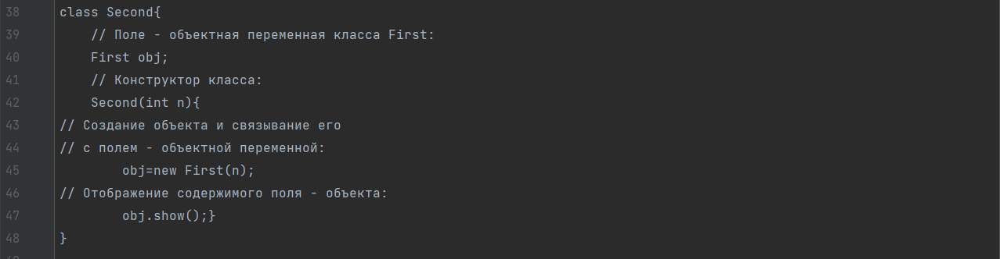 38 class Second{
39 // Поле - объектная переменная класса First:
40 First obj;
41 // Конструктор класса:
42 Second(int n){
43 // Создание объекта и связывание его
44 // с полем - объектной переменной:
45 obj=new First(n);
46 // Отображение содержимого поля - объекта:
47 obj.show();}
48 }